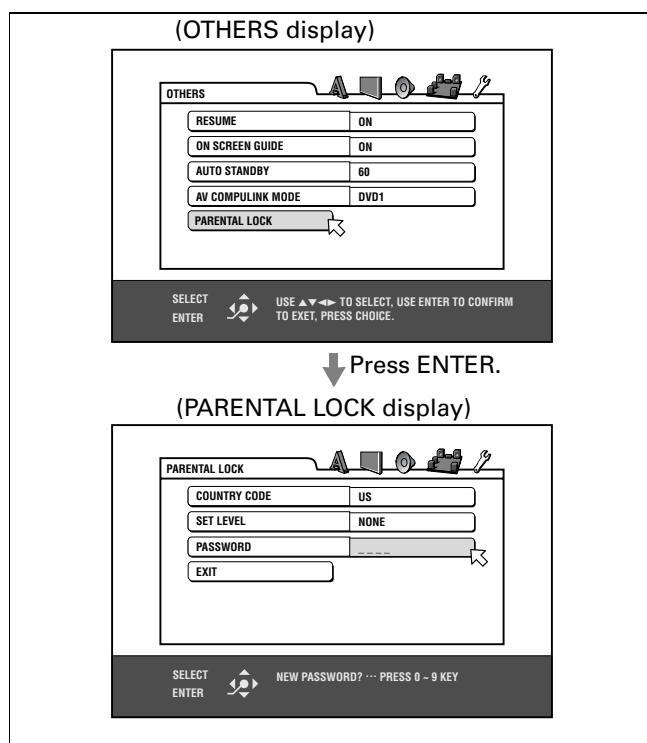 (OTHERS display)
OTHERS
RESUME ON
ON SCREEN GUIDE ON
AUTO STANDBY 60
AV COMPULINK MODE DVD1
PARENTAL LOCK
SELECT
ENTER
USE ▲▼◄► TO SELECT, USE ENTER TO CONFIRM
TO EXET, PRESS CHOICE.
Press ENTER.
(PARENTAL LOCK display)
PARENTAL LOCK
COUNTRY CODE US
SET LEVEL NONE
PASSWORD _ _ _ _
EXIT
SELECT
ENTER
NEW PASSWORD? ··· PRESS 0 ~ 9 KEY